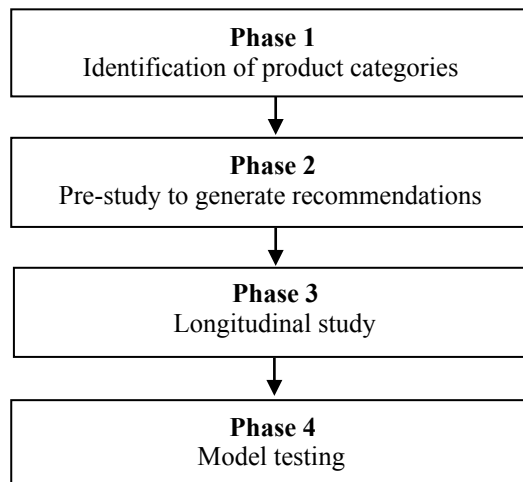 Phase 1
Identification of product categories
Phase 2
Pre-study to generate recommendations
Phase 3
Longitudinal study
Phase 4
Model testing